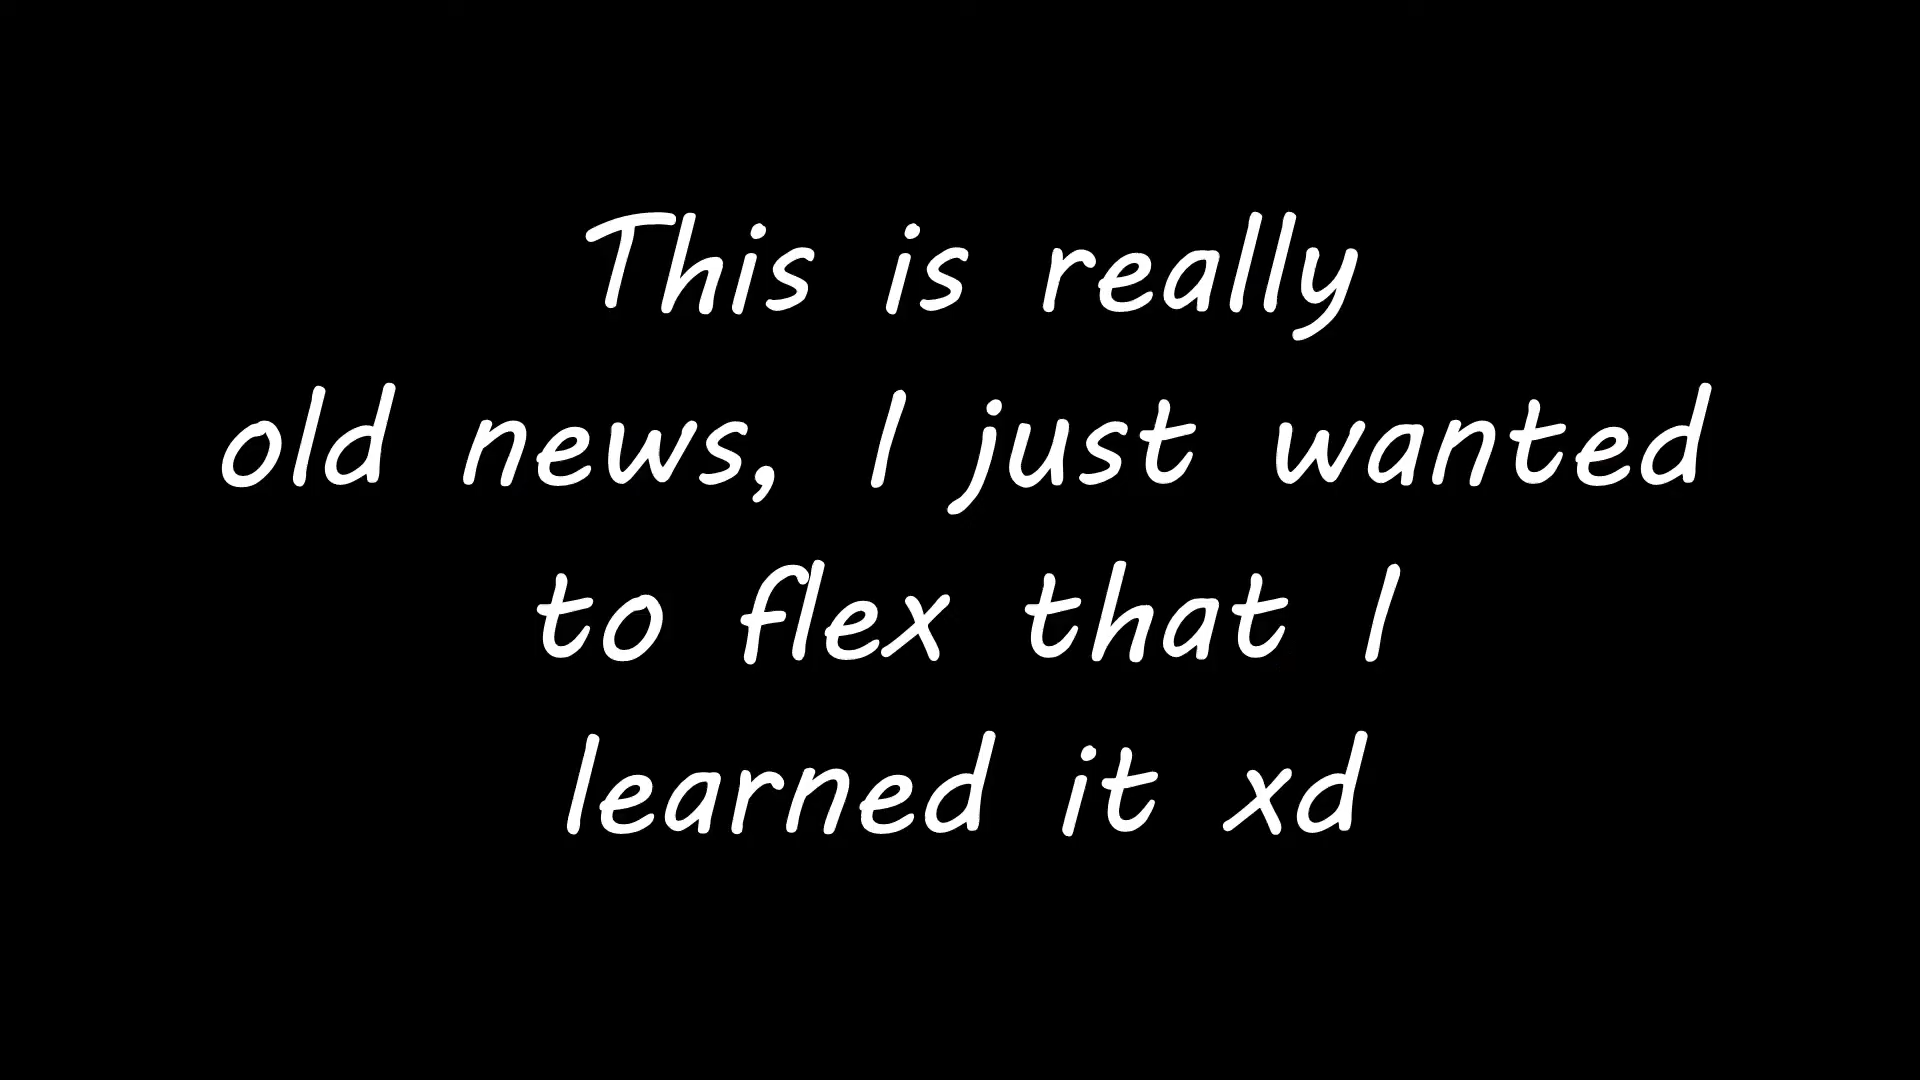 This is really
old news, I just wanted
to flex that I
learned it xd